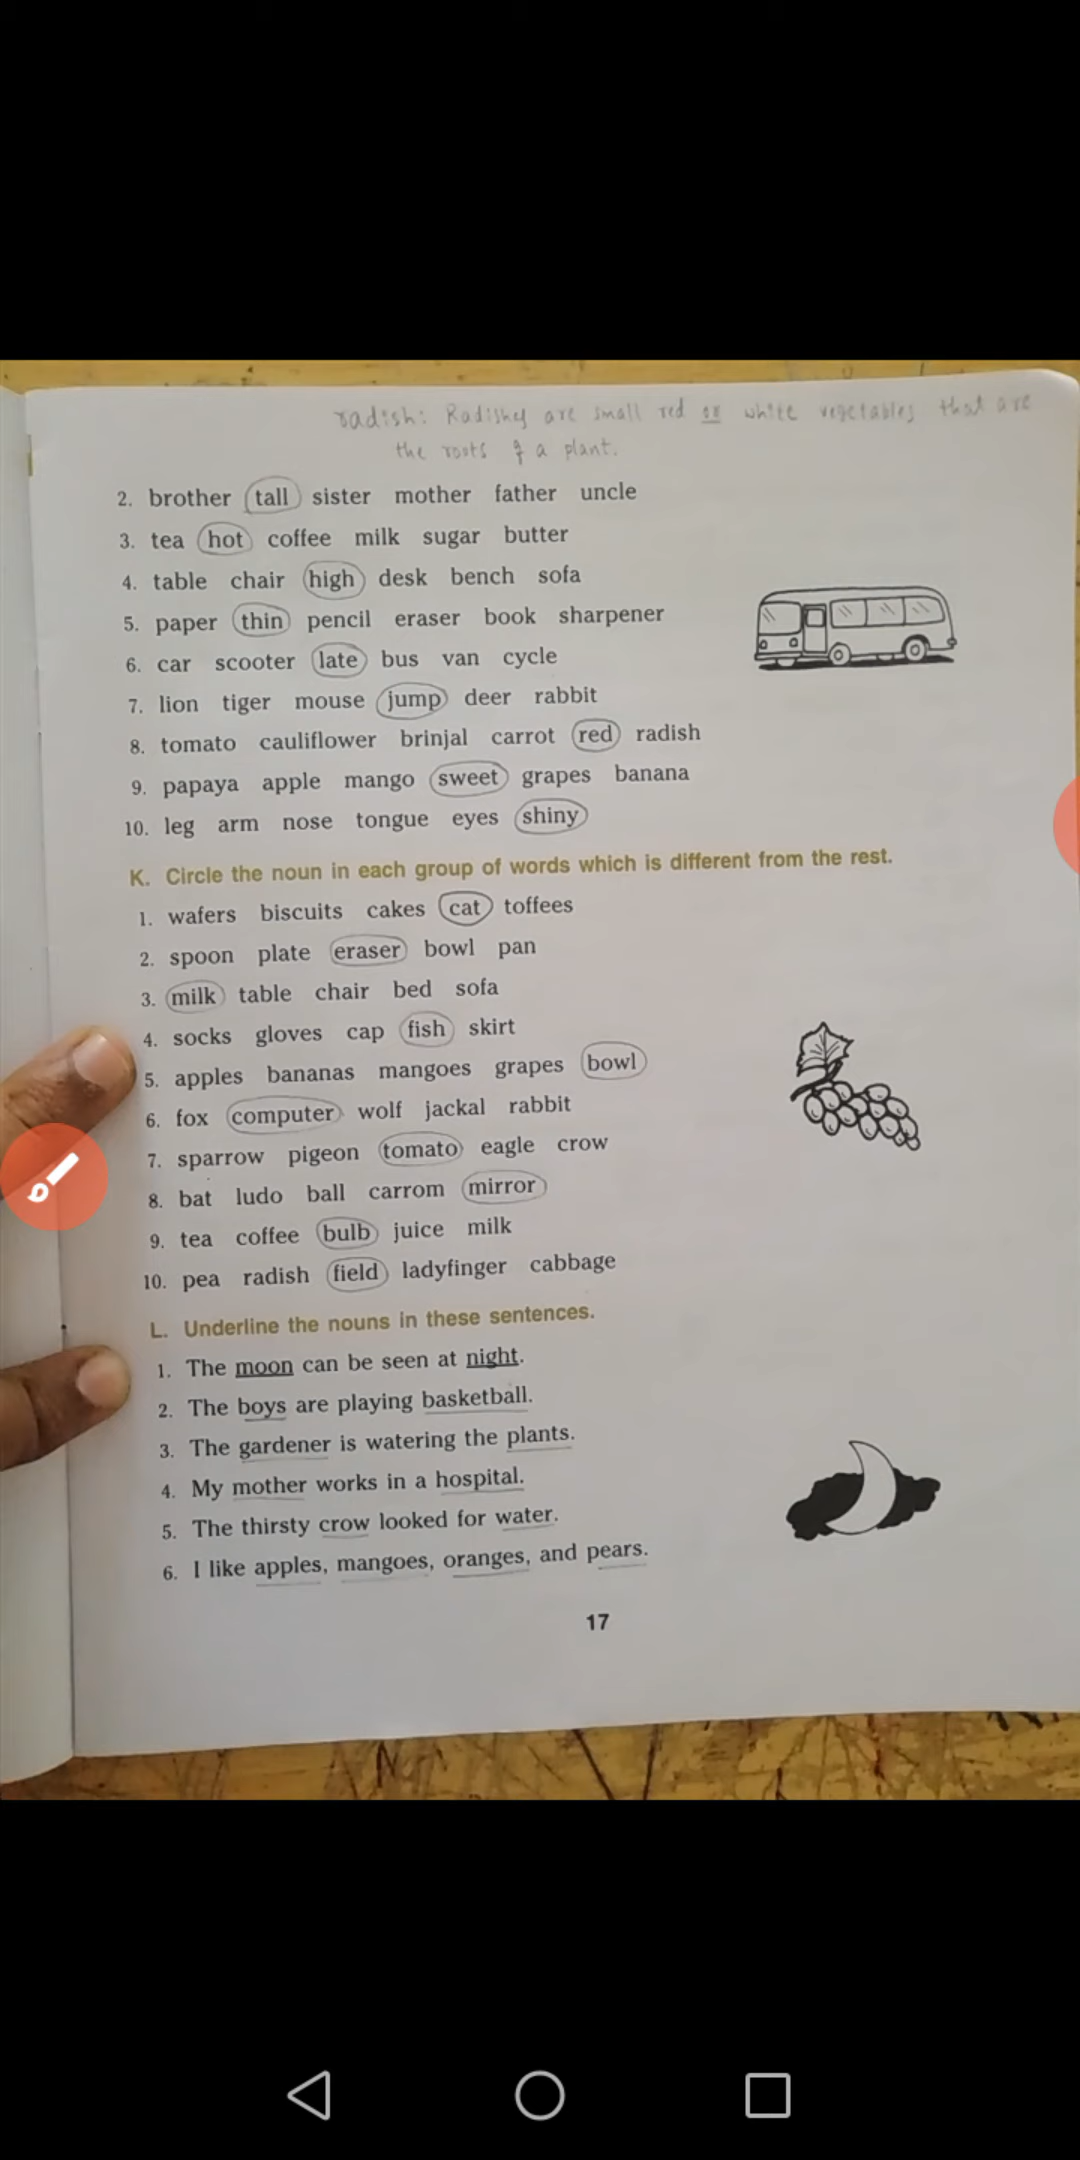 radish: Radishes are small red or white vegetables that are
the roots of a plant.
2. brother tall sister mother father uncle
3. tea hot coffee milk sugar butter
4. table chair high desk bench sofa
5. paper thin pencil eraser book sharpener
6. car scooter late bus van cycle
7. lion tiger mouse jump deer rabbit
8. tomato cauliflower brinjal carrot red radish
9. papaya apple mango sweet grapes banana
10. leg arm nose tongue eyes shiny
K. Circle the noun in each group of words which is different from the rest.
1. wafers biscuits cakes cat toffees
2. spoon plate eraser bowl pan
3. milk table chair bed sofa
4. socks gloves cap fish skirt
5. apples bananas mangoes grapes bowl
6. fox computer wolf jackal rabbit
7. sparrow pigeon tomato eagle crow
8. bat ludo ball carrom mirror
9. tea coffee bulb juice milk
10. pea radish field ladyfinger cabbage
L. Underline the nouns in these sentences.
1. The moon can be seen at night.
2. The boys are playing basketball.
3. The gardener is watering the plants.
4. My mother works in a hospital.
5. The thirsty crow looked for water.
6. I like apples, mangoes, oranges, and pears.
17